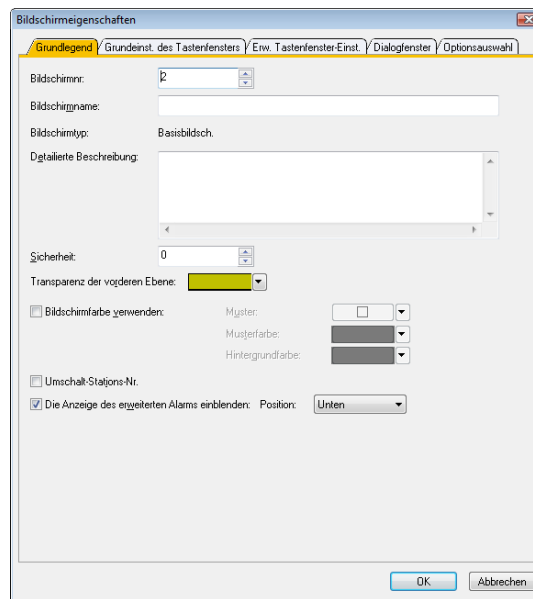 Bildschirmeigenschaften
Grundlegend Grundeinst. des Tastenfensters Erw. Tastenfenster-Einst. Dialogfenster Optionsauswahl
Bildschirmnr: 2
Bildschirmname:
Bildschirmtyp: Basisbildsch.
Detailierte Beschreibung:
Sicherheit: 0
Transparenz der vorderen Ebene:
Bildschirmfarbe verwenden: Muster:
Musterfarbe:
Hintergrundfarbe:
Umschalt-Stations-Nr.
Die Anzeige des erweiterten Alarms einblenden: Position: Unten
OK Abbrechen